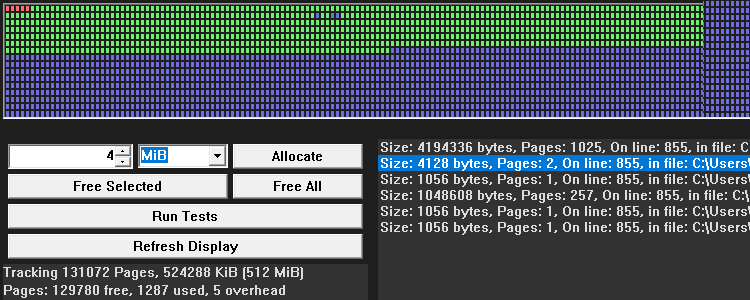 4
MiB
Allocate
Free Selected
Free All
Run Tests
Refresh Display
Tracking 131072 Pages, 524288 KiB (512 MiB)
Pages: 129780 free, 1287 used, 5 overhead
Size: 4194336 bytes, Pages: 1025, On line: 855, in file: C
Size: 4128 bytes, Pages: 2, On line: 855, in file: C:\Users\
Size: 1056 bytes, Pages: 1, On line: 855, in file: C:\Users\
Size: 1048608 bytes, Pages: 257, On line: 855, in file: C:\
Size: 1056 bytes, Pages: 1, On line: 855, in file: C:\Users\
Size: 1056 bytes, Pages: 1, On line: 855, in file: C:\Users\